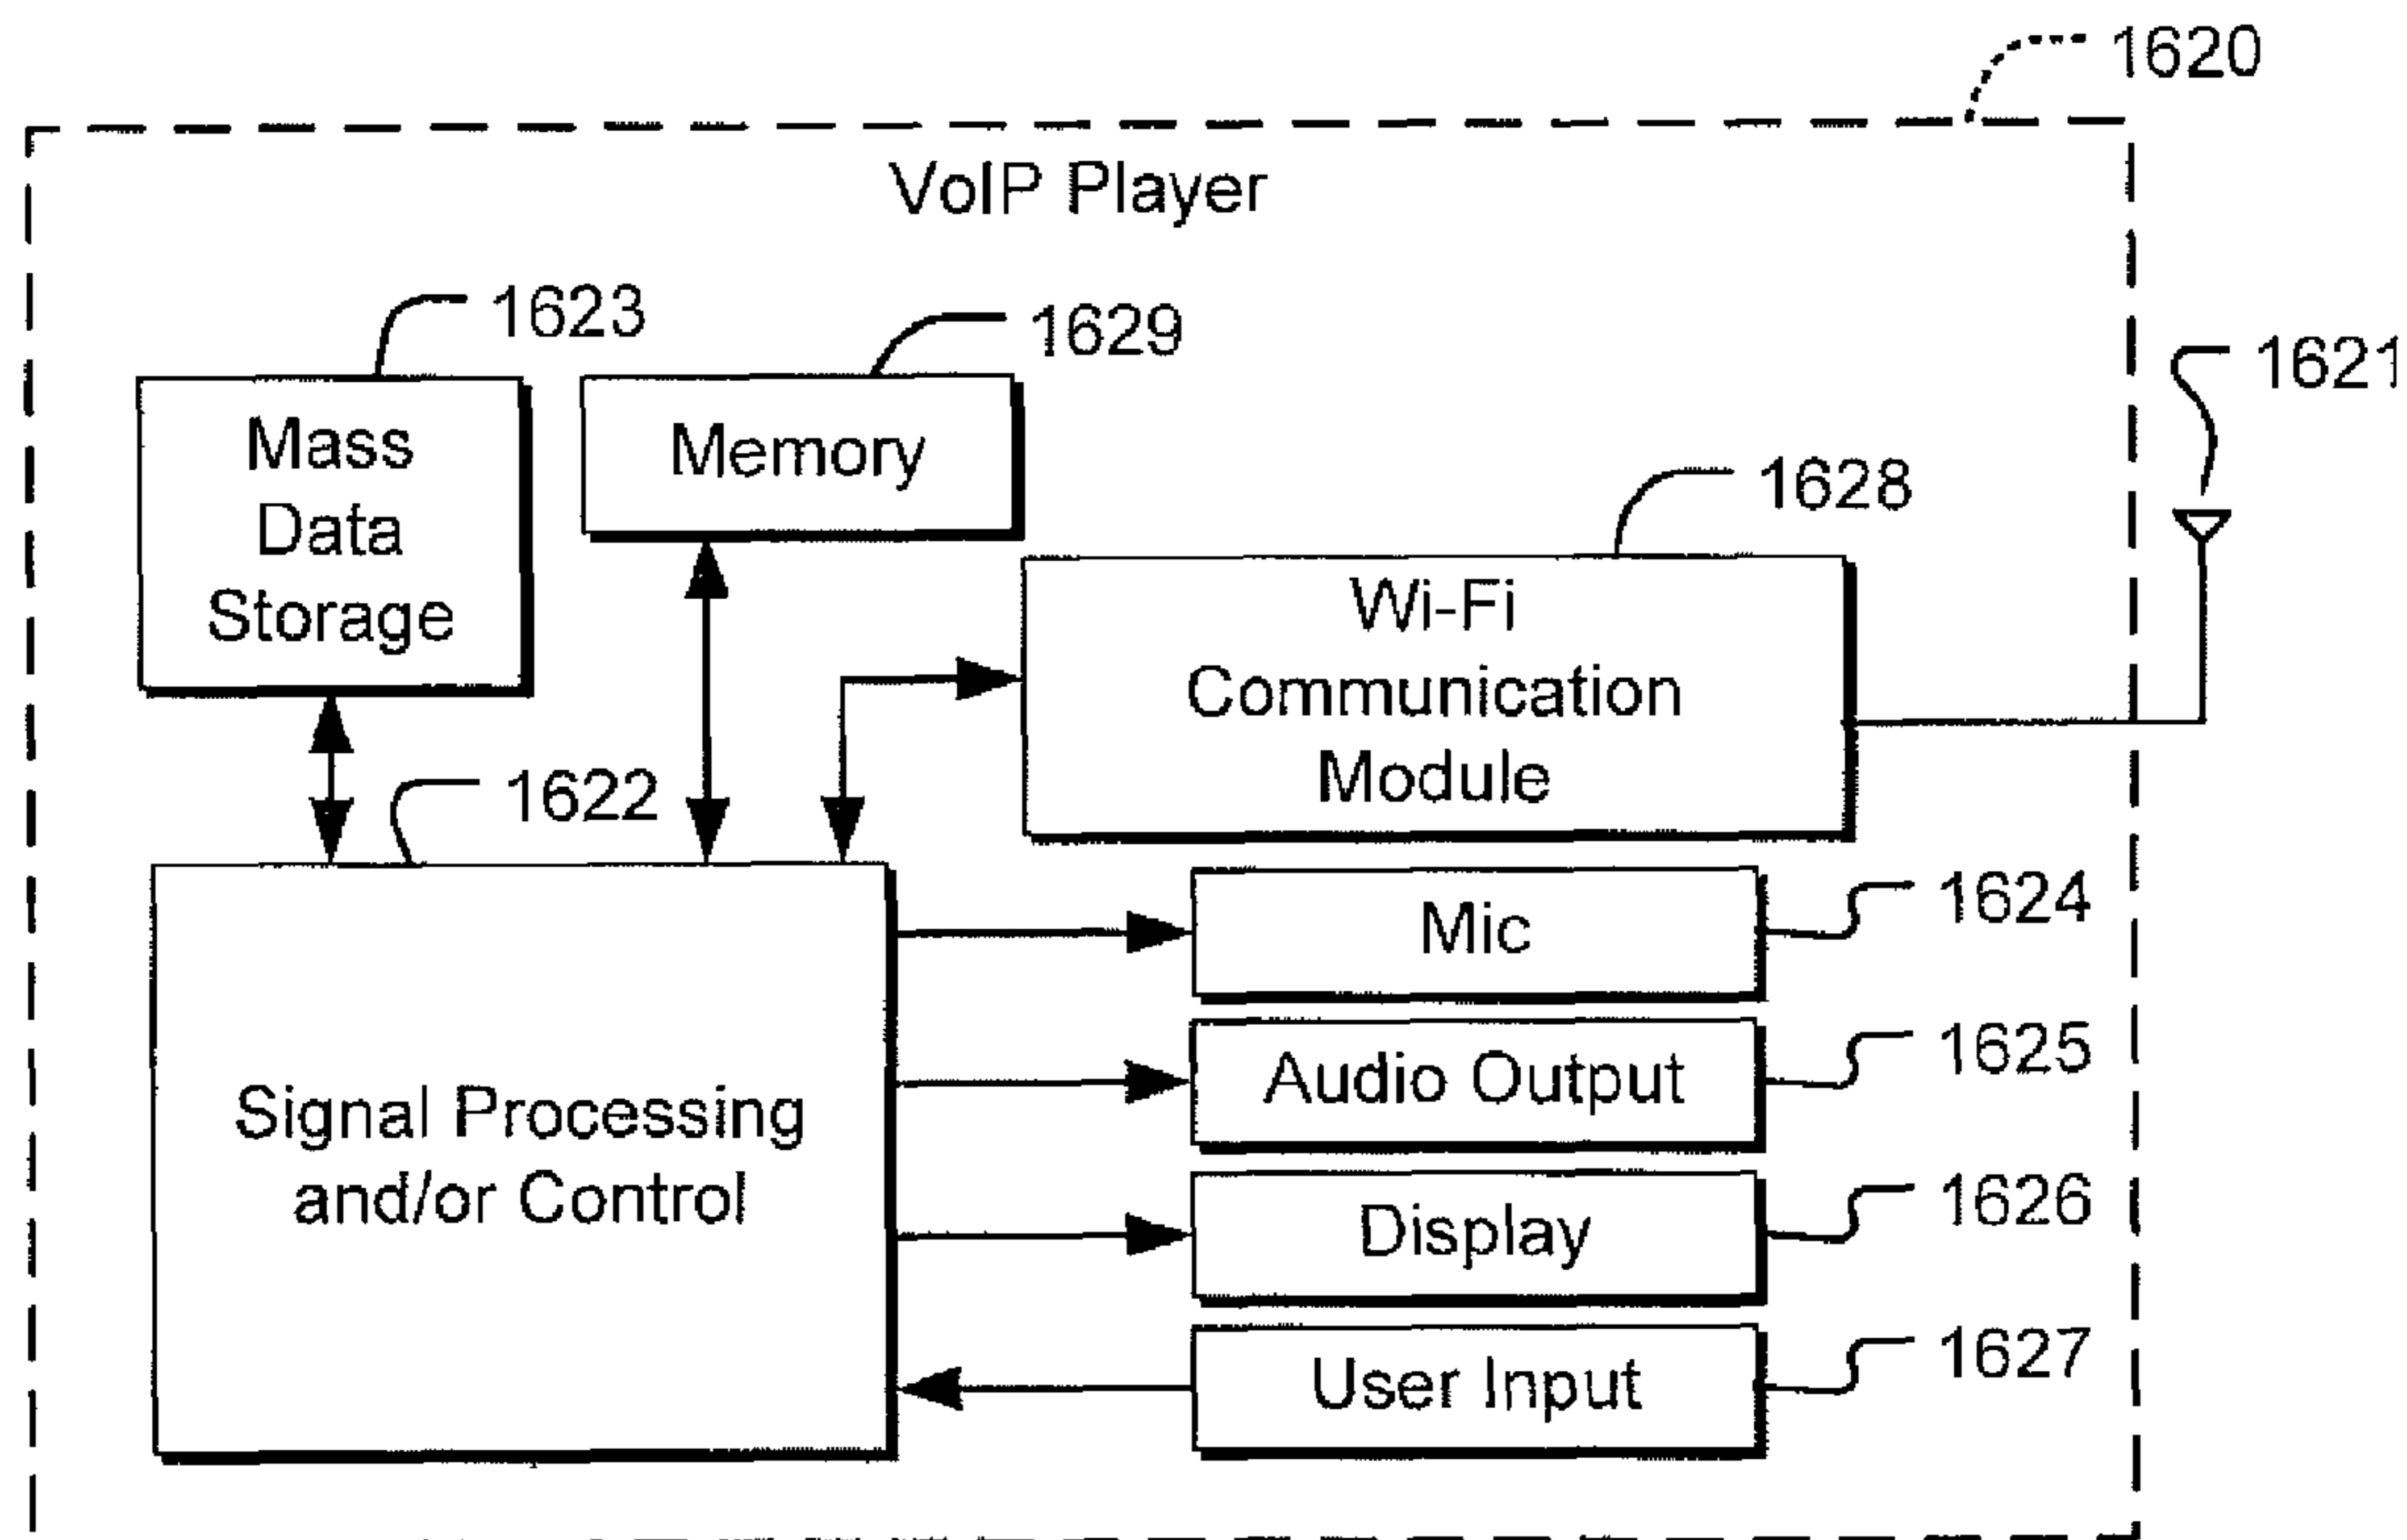 1620
VoIP Player
1623
1629
1621
Mass
Data
Storage
Memory
1628
Wi-Fi
Communication
Module
1622
Signal Processing
and/or Control
Mic
1624
Audio Output
1625
Display
1626
User Input
1627